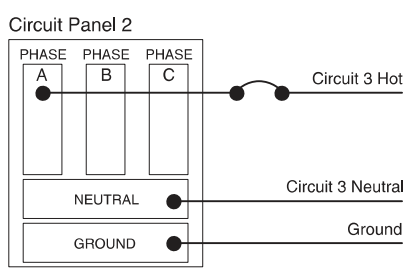 Circuit Panel 2
PHASE PHASE PHASE
A B C
Circuit 3 Hot
NEUTRAL
Circuit 3 Neutral
GROUND
Ground